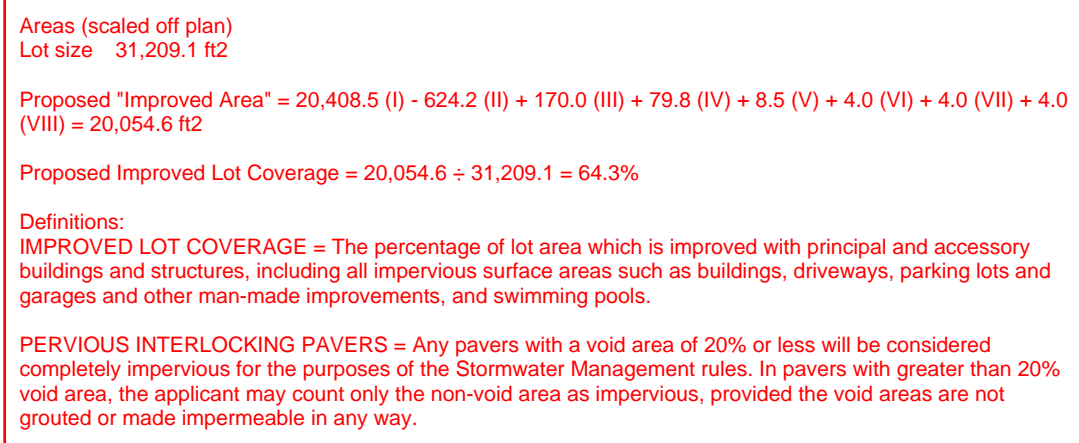 Areas (scaled off plan)
Lot size 31,209.1 ft2
Proposed "Improved Area" = 20,408.5 (I) - 624.2 (II) + 170.0 (III) + 79.8 (IV) + 8.5 (V) + 4.0 (VI) + 4.0 (VII) + 4.0
(VIII) = 20,054.6 ft2
Proposed Improved Lot Coverage = 20,054.6 ÷ 31,209.1 = 64.3%
Definitions:
IMPROVED LOT COVERAGE = The percentage of lot area which is improved with principal and accessory
buildings and structures, including all impervious surface areas such as buildings, driveways, parking lots and
garages and other man-made improvements, and swimming pools.
PERVIOUS INTERLOCKING PAVERS = Any pavers with a void area of 20% or less will be considered
completely impervious for the purposes of the Stormwater Management rules. In pavers with greater than 20%
void area, the applicant may count only the non-void area as impervious, provided the void areas are not
grouted or made impermeable in any way.